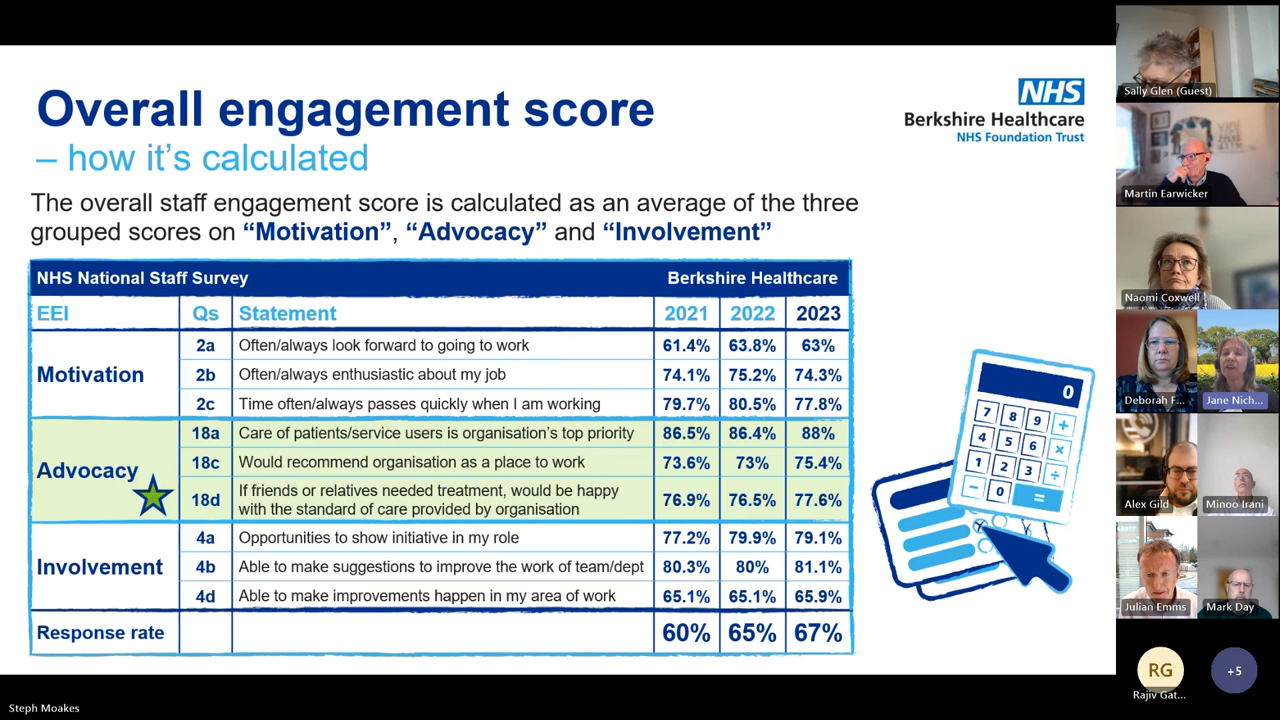 Overall engagement score
– how it's calculated
NHS
Berkshire Healthcare
NHS Foundation Trust
The overall staff engagement score is calculated as an average of the three
grouped scores on “Motivation”, “Advocacy” and “Involvement”
NHS National Staff Survey Berkshire Healthcare
EEI Qs Statement 2021 2022 2023
Motivation
2a Often/always look forward to going to work 61.4% 63.8% 63%
2b Often/always enthusiastic about my job 74.1% 75.2% 74.3%
2c Time often/always passes quickly when I am working 79.7% 80.5% 77.8%
Advocacy
18a Care of patients/service users is organisation's top priority 86.5% 86.4% 88%
18c Would recommend organisation as a place to work 73.6% 73% 75.4%
18d If friends or relatives needed treatment, would be happy
with the standard of care provided by organisation 76.9% 76.5% 77.6%
Involvement
4a Opportunities to show initiative in my role 77.2% 79.9% 79.1%
4b Able to make suggestions to improve the work of team/dept 80.3% 80% 81.1%
4d Able to make improvements happen in my area of work 65.1% 65.1% 65.9%
Response rate 60% 65% 67%
0
7 8 9 +
4 5 6 ×
1 2 3 ÷
− 0 =
Sally Glen (Guest)
Martin Earwicker
Naomi Coxwell
Deborah F... Jane Nich...
Alex Gild Minoo Irani
Julian Emms Mark Day
RG +5
Rajiv Gat...
Steph Moakes